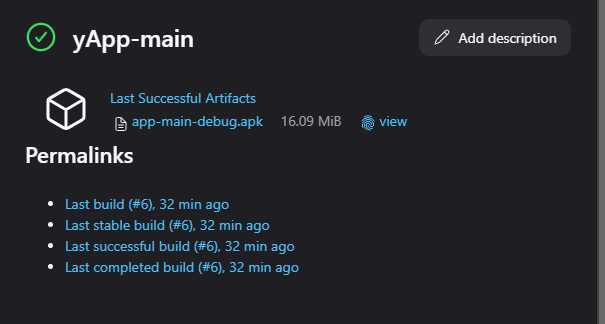 yApp-main
Add description
Last Successful Artifacts
app-main-debug.apk 16.09 MiB view
Permalinks
Last build (#6), 32 min ago
Last stable build (#6), 32 min ago
Last successful build (#6), 32 min ago
Last completed build (#6), 32 min ago